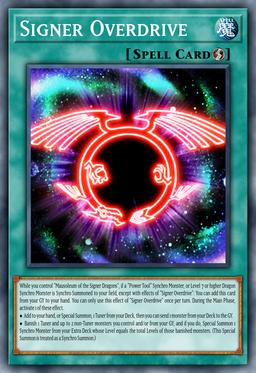 Signer Overdrive
[Spell Card]
While you control "Mausoleum of the Signer Dragons", if a "Power Tool" Synchro Monster, or Level 7 or higher Dragon
Synchro Monster is Synchro Summoned to your field, except with effects of "Signer Overdrive": You can add this card
from your GY to your hand. You can only use this effect of "Signer Overdrive" once per turn. During the Main Phase,
activate 1 of these effect.
● Add to your hand, or Special Summon, 1 Tuner from your Deck, then you can send 1 monster from your Deck to the GY.
● Banish 1 Tuner and up to 2 non-Tuner monsters you control and/or from your GY, and if you do, Special Summon 1
Synchro Monster from your Extra Deck whose Level equals the total Levels of those banished monsters. (This Special
Summon is treated as a Synchro Summon.)